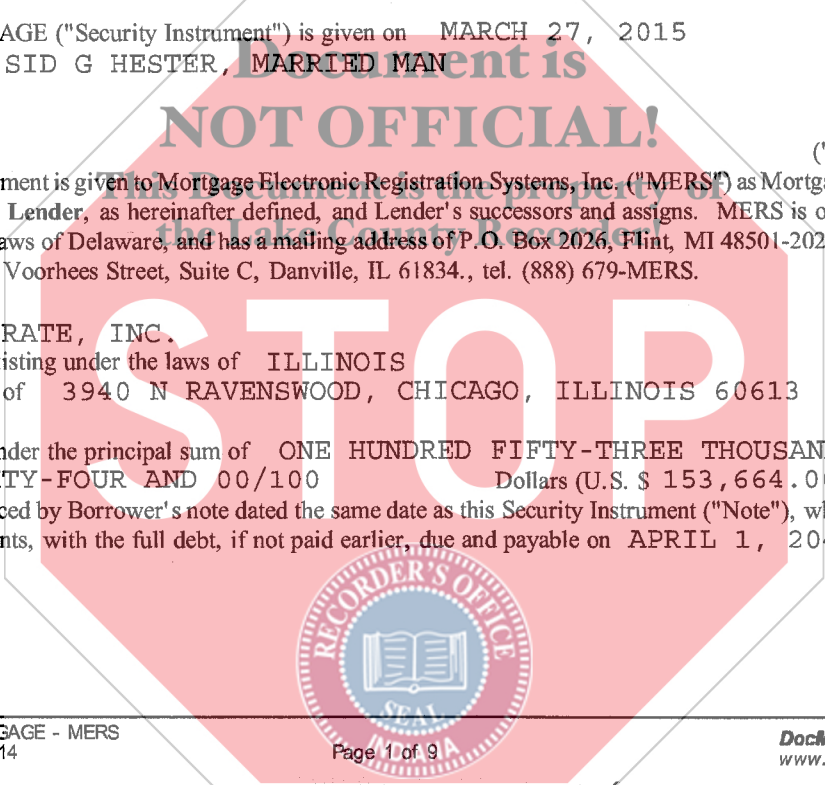 AGE ("Security Instrument") is given on MARCH 27, 2015
SID G HESTER, MARRIED MAN
Document is
NOT OFFICIAL!
("
ment is given to Mortgage Electronic Registration Systems, Inc. ("MERS") as Mortga
This Document is the property of
Lender, as hereinafter defined, and Lender's successors and assigns. MERS is o
aws of Delaware, and has a mailing address of P.O. Box 2026, Flint, MI 48501-202
the Lake County Recorder!
Voorhees Street, Suite C, Danville, IL 61834., tel. (888) 679-MERS.
STOP
RATE, INC.
isting under the laws of ILLINOIS
of 3940 N RAVENSWOOD, CHICAGO, ILLINOIS 60613
nder the principal sum of ONE HUNDRED FIFTY-THREE THOUSAN
TY-FOUR AND 00/100 Dollars (U.S. $ 153,664.0
ced by Borrower's note dated the same date as this Security Instrument ("Note"), wh
nts, with the full debt, if not paid earlier, due and payable on APRIL 1, 204
RECORDER'S OFFICE
SEAL
INDIANA
GAGE - MERS
14
Page 1 of 9
DocM
www.